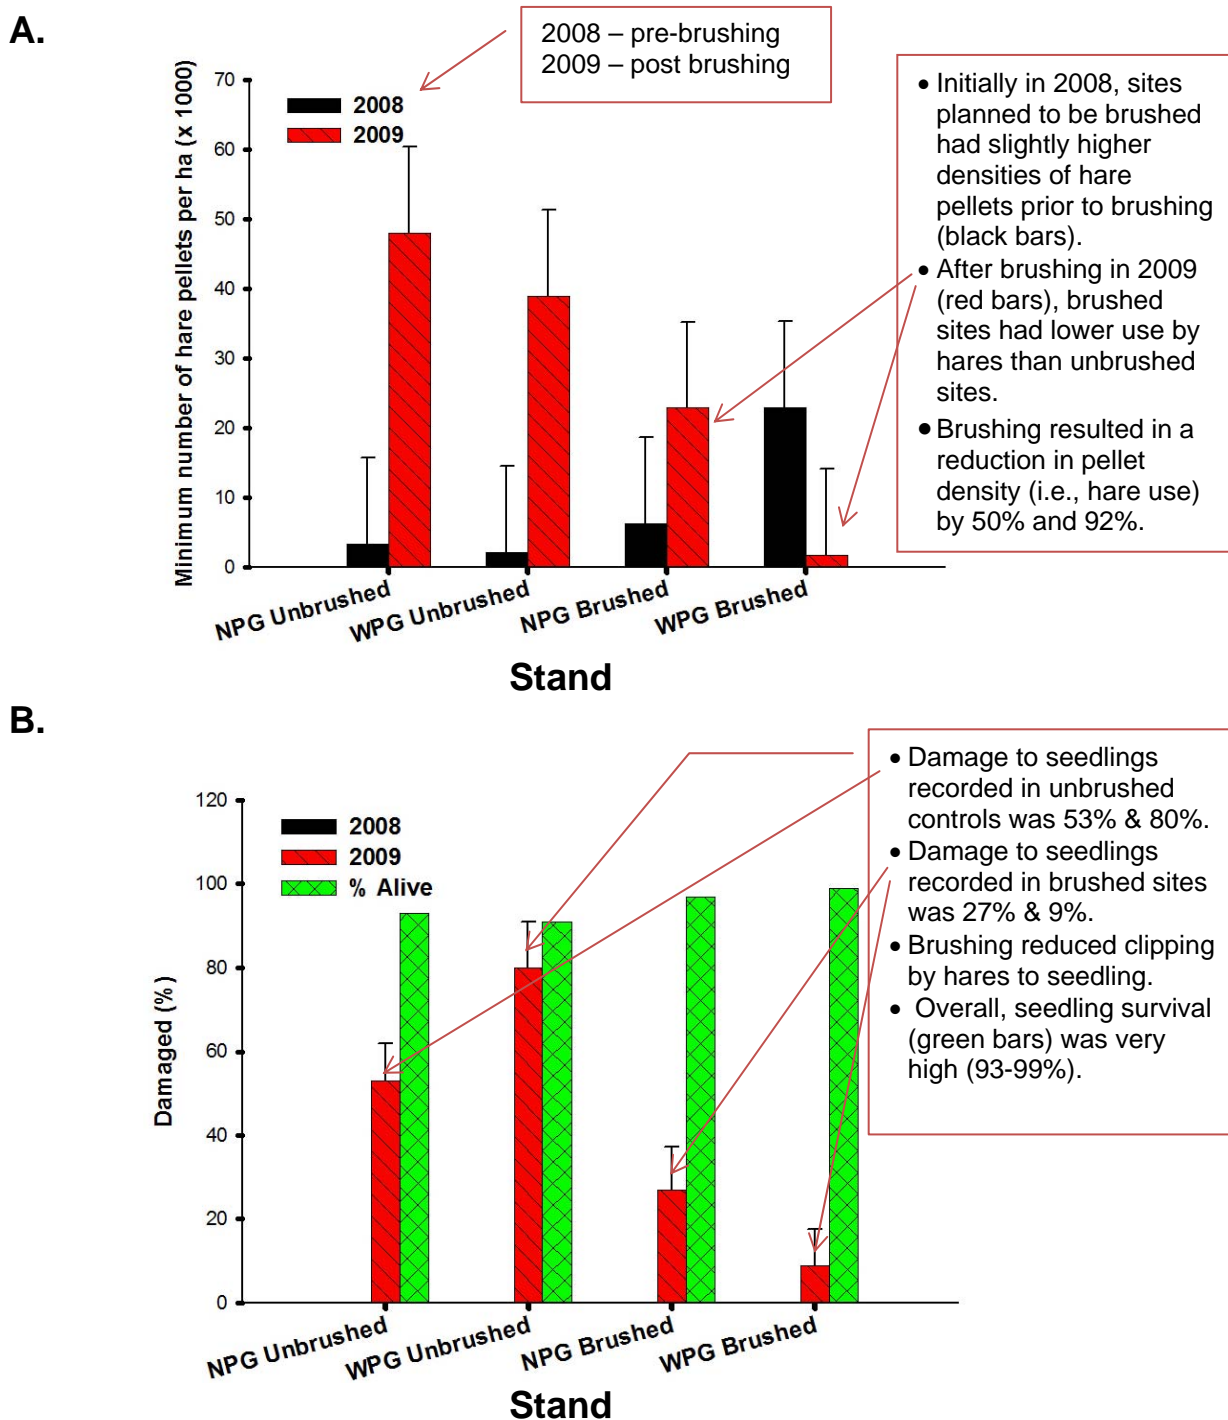 A.
2008 – pre-brushing
2009 – post brushing
Minimum number of hare pellets per ha (x 1000)
70
60
50
40
30
20
10
0
2008
2009
NPG Unbrushed
WPG Unbrushed
NPG Brushed
WPG Brushed
Stand
• Initially in 2008, sites
planned to be brushed
had slightly higher
densities of hare
pellets prior to brushing
(black bars).
• After brushing in 2009
(red bars), brushed
sites had lower use by
hares than unbrushed
sites.
• Brushing resulted in a
reduction in pellet
density (i.e., hare use)
by 50% and 92%.
B.
Damaged (%)
120
100
80
60
40
20
0
2008
2009
% Alive
NPG Unbrushed
WPG Unbrushed
NPG Brushed
WPG Brushed
Stand
• Damage to seedlings
recorded in unbrushed
controls was 53% & 80%.
• Damage to seedlings
recorded in brushed sites
was 27% & 9%.
• Brushing reduced clipping
by hares to seedling.
• Overall, seedling survival
(green bars) was very
high (93-99%).